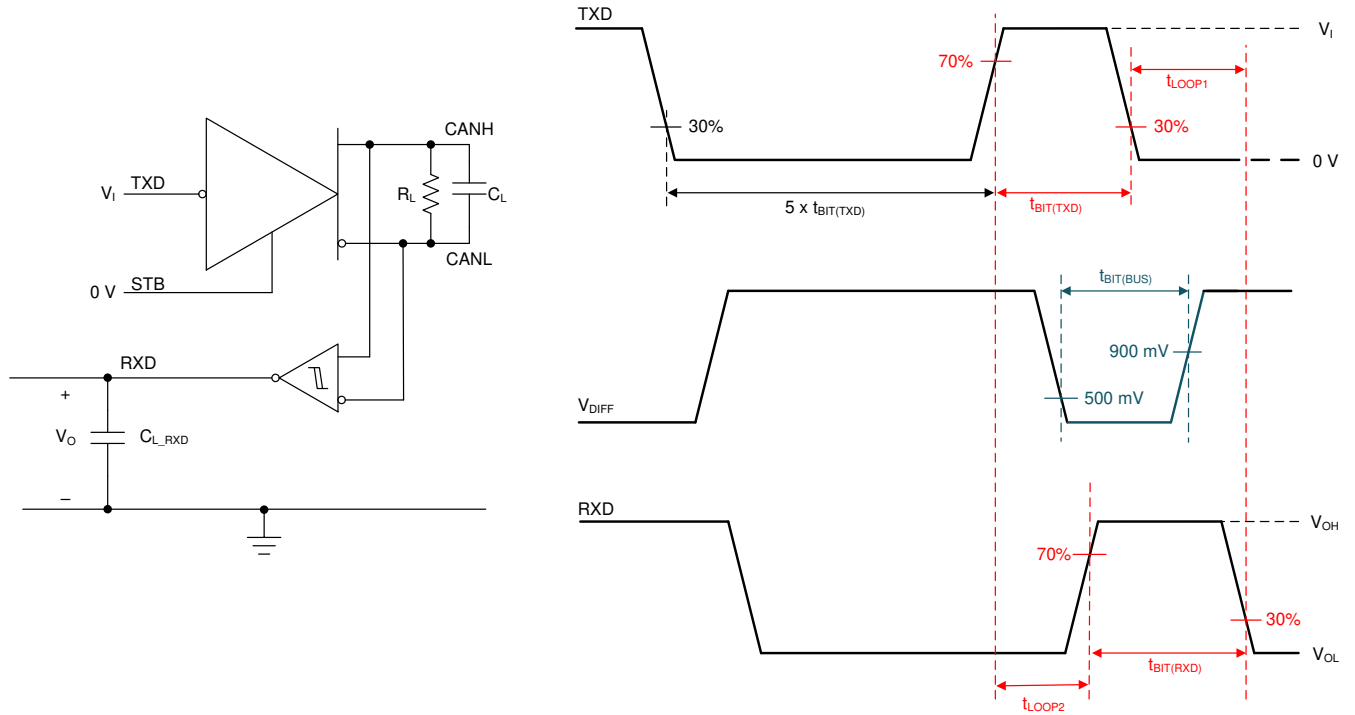 CANH
V_I TXD
R_L
C_L
CANL
0 V STB
RXD
+
V_O
C_L_RXD
–
TXD
V_I
70%
t_LOOP1
30%
30%
0 V
5 x t_BIT(TXD)
t_BIT(TXD)
t_BIT(BUS)
900 mV
V_DIFF
500 mV
RXD
V_OH
70%
30%
V_OL
t_BIT(RXD)
t_LOOP2